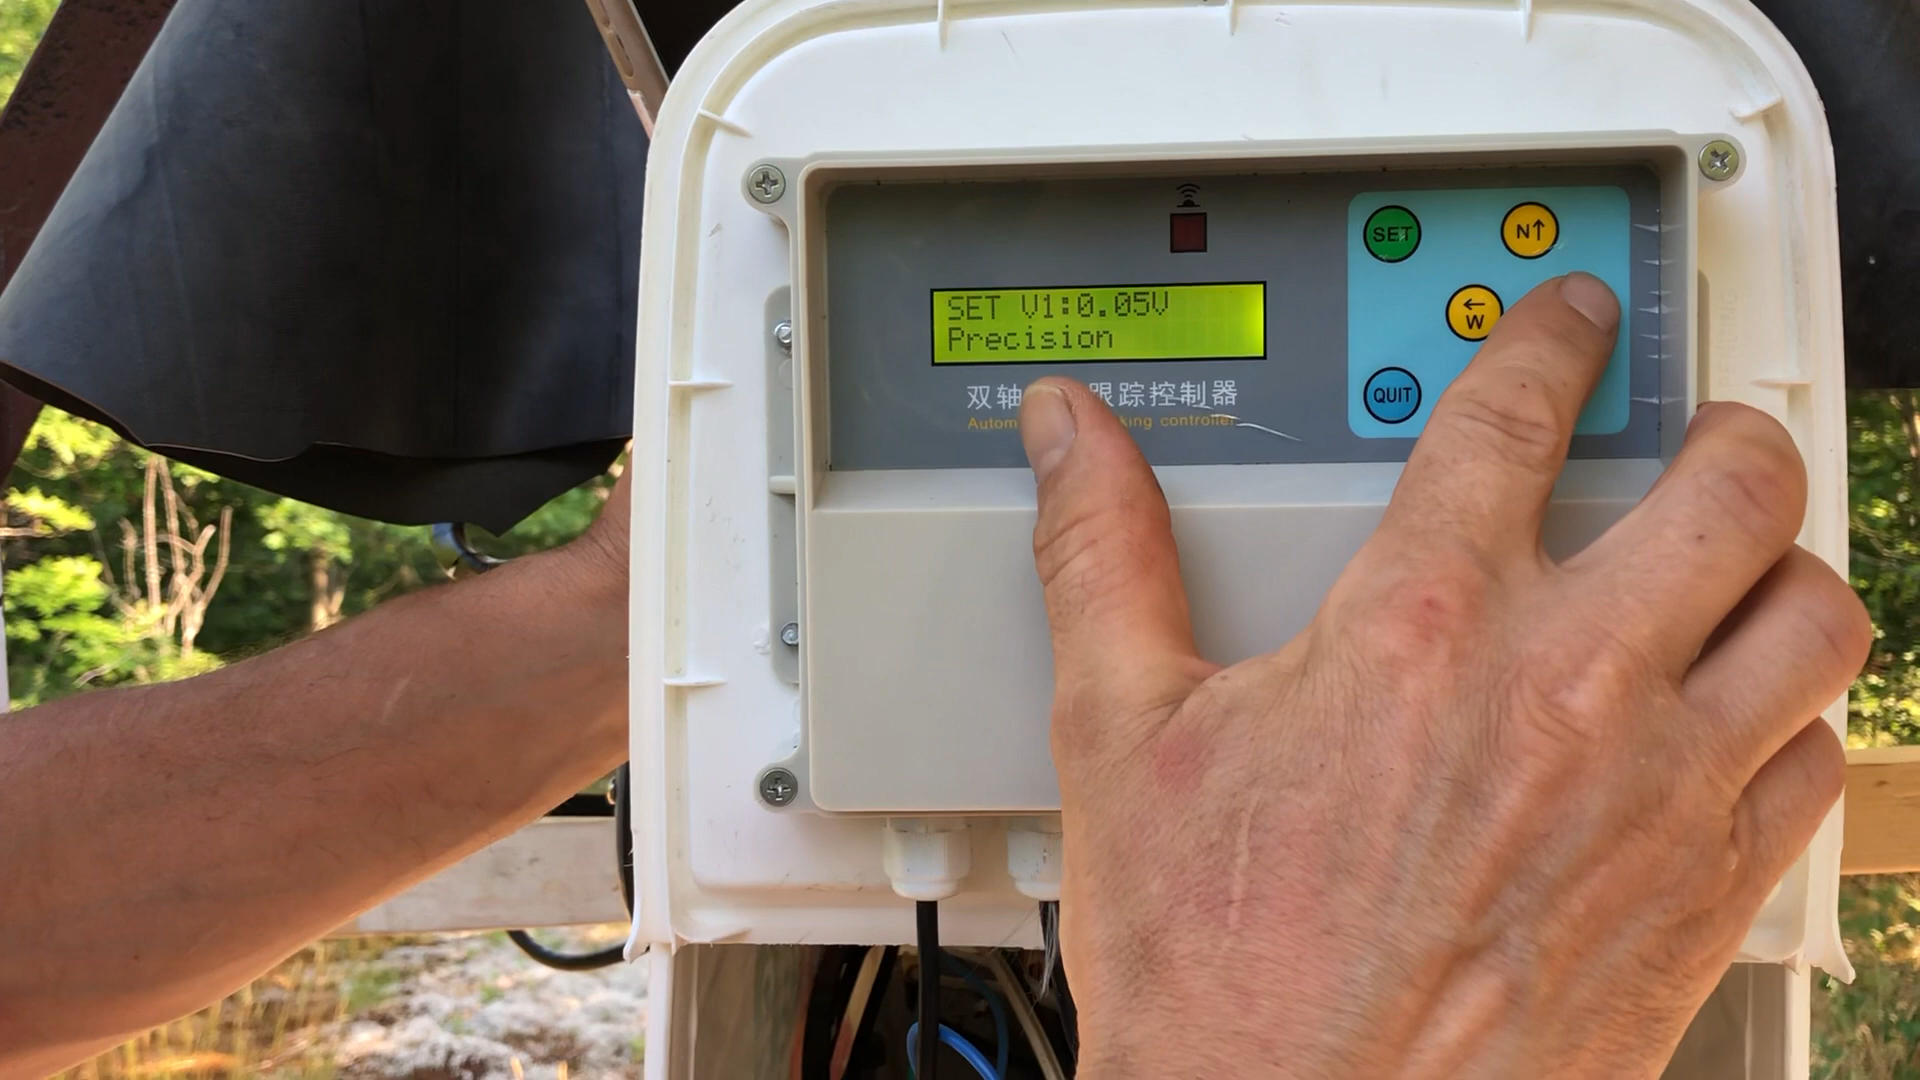 SET V1:0.05V
Precision
双轴 跟踪控制器
Autom king controller
SET
N↑
←
W
QUIT